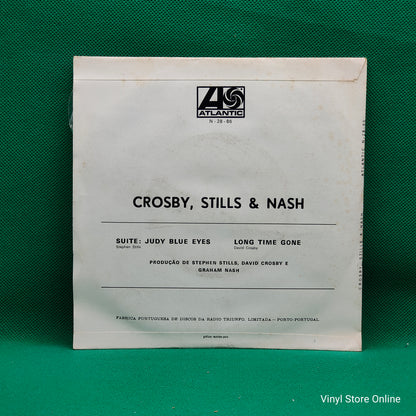 ATLANTIC
N - 28 - 86
CROSBY, STILLS & NASH
SUITE: JUDY BLUE EYES LONG TIME GONE
Stephen Stills David Crosby
PRODUÇÃO DE STEPHEN STILLS, DAVID CROSBY E
GRAHAM NASH
FABRICA PORTUGUESA DE DISCOS DA RADIO TRIUNFO, LIMITADA — PORTO-PORTUGAL
Vinyl Store Online